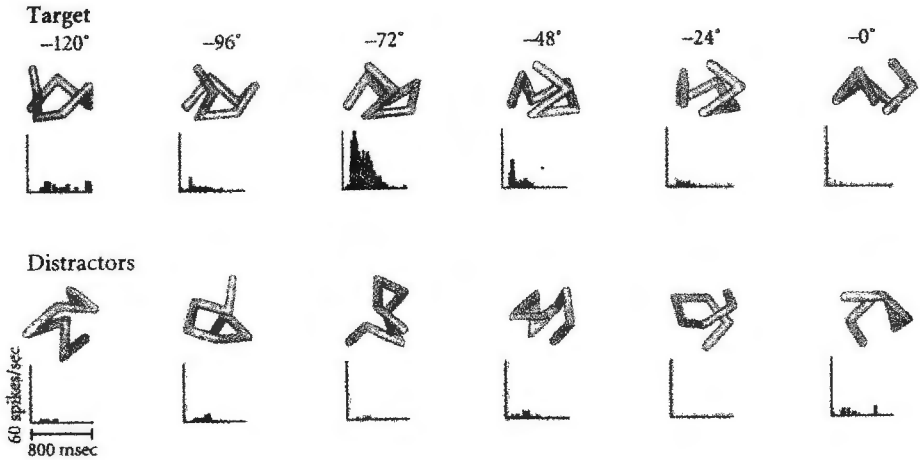 Target
–120° –96° –72° –48° –24° –0°
Distractors
60 spikes/sec
800 msec